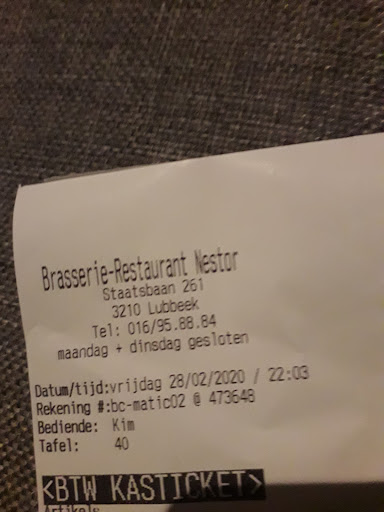 Brasserie-Restaurant Nestor
Staatsbaan 261
3210 Lubbeek
Tel: 016/95.88.84
maandag + dinsdag gesloten
Datum/tijd:vrijdag 28/02/2020 / 22:03
Rekening #:bc-matic02 @ 473648
Bediende: Kim
Tafel: 40
<BTW KASTICKET>
Artikels